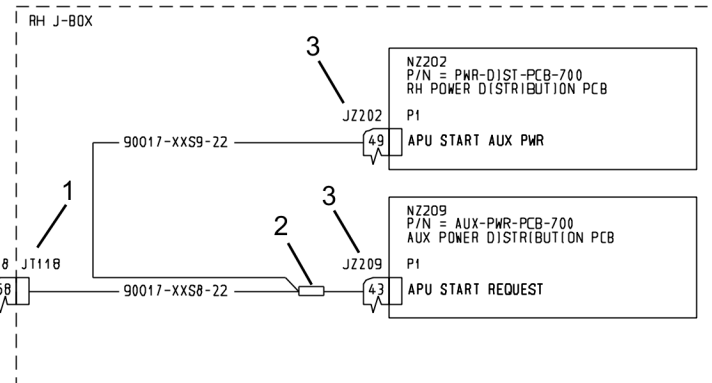 RH J-BOX
3
NZ202
P/N = PWR-DIST-PCB-700
RH POWER DISTRIBUTION PCB
JZ202
P1
90017-XXS9-22
49
APU START AUX PWR
1
3
2
NZ209
P/N = AUX-PWR-PCB-700
AUX POWER DISTRIBUTION PCB
8
JT118
JZ209
P1
90017-XXS8-22
43
APU START REQUEST